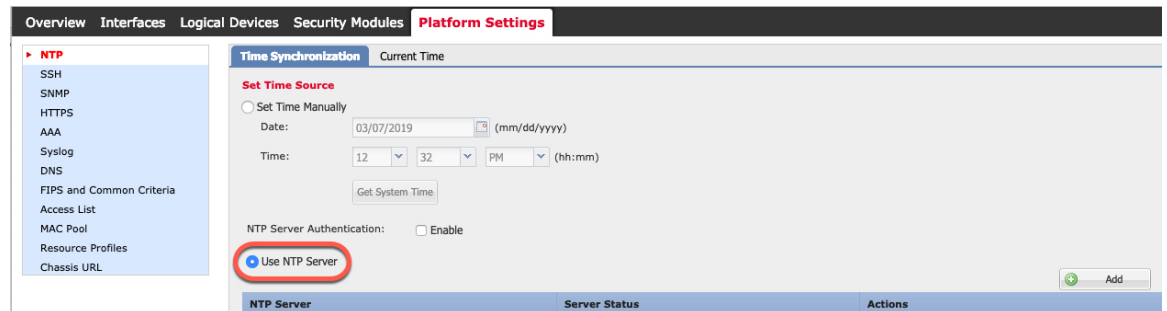 Overview Interfaces Logical Devices Security Modules Platform Settings
NTP
SSH
SNMP
HTTPS
AAA
Syslog
DNS
FIPS and Common Criteria
Access List
MAC Pool
Resource Profiles
Chassis URL
Time Synchronization Current Time
Set Time Source
Set Time Manually
Date: 03/07/2019 (mm/dd/yyyy)
Time: 12 32 PM (hh:mm)
Get System Time
NTP Server Authentication: Enable
Use NTP Server
Add
NTP Server Server Status Actions